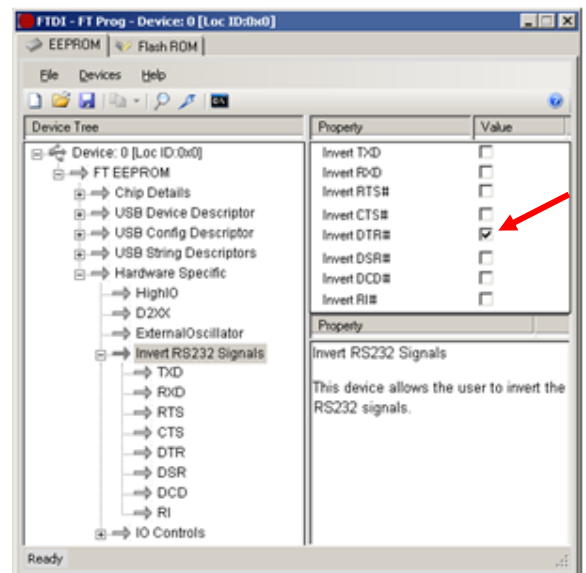 FTDI - FT Prog - Device: 0 [Loc ID:0x0]
EEPROM Flash ROM
File Devices Help
Device Tree
Device: 0 [Loc ID:0x0]
FT EEPROM
Chip Details
USB Device Descriptor
USB Config Descriptor
USB String Descriptors
Hardware Specific
HighIO
D2XX
ExternalOscillator
Invert RS232 Signals
TXD
RXD
RTS
CTS
DTR
DSR
DCD
RI
IO Controls
Property Value
Invert TXD
Invert RXD
Invert RTS#
Invert CTS#
Invert DTR#
Invert DSR#
Invert DCD#
Invert RI#
Property
Invert RS232 Signals
This device allows the user to invert the
RS232 signals.
Ready